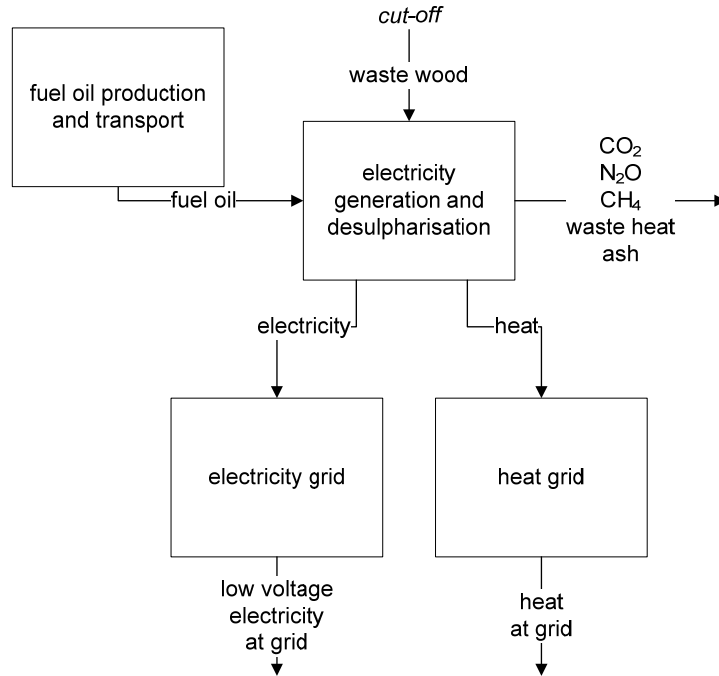 cut-off
waste wood
fuel oil production
and transport
electricity
generation and
desulpharisation
CO₂
N₂O
CH₄
waste heat
ash
fuel oil
electricity
heat
electricity grid
heat grid
low voltage
electricity
at grid
heat
at grid